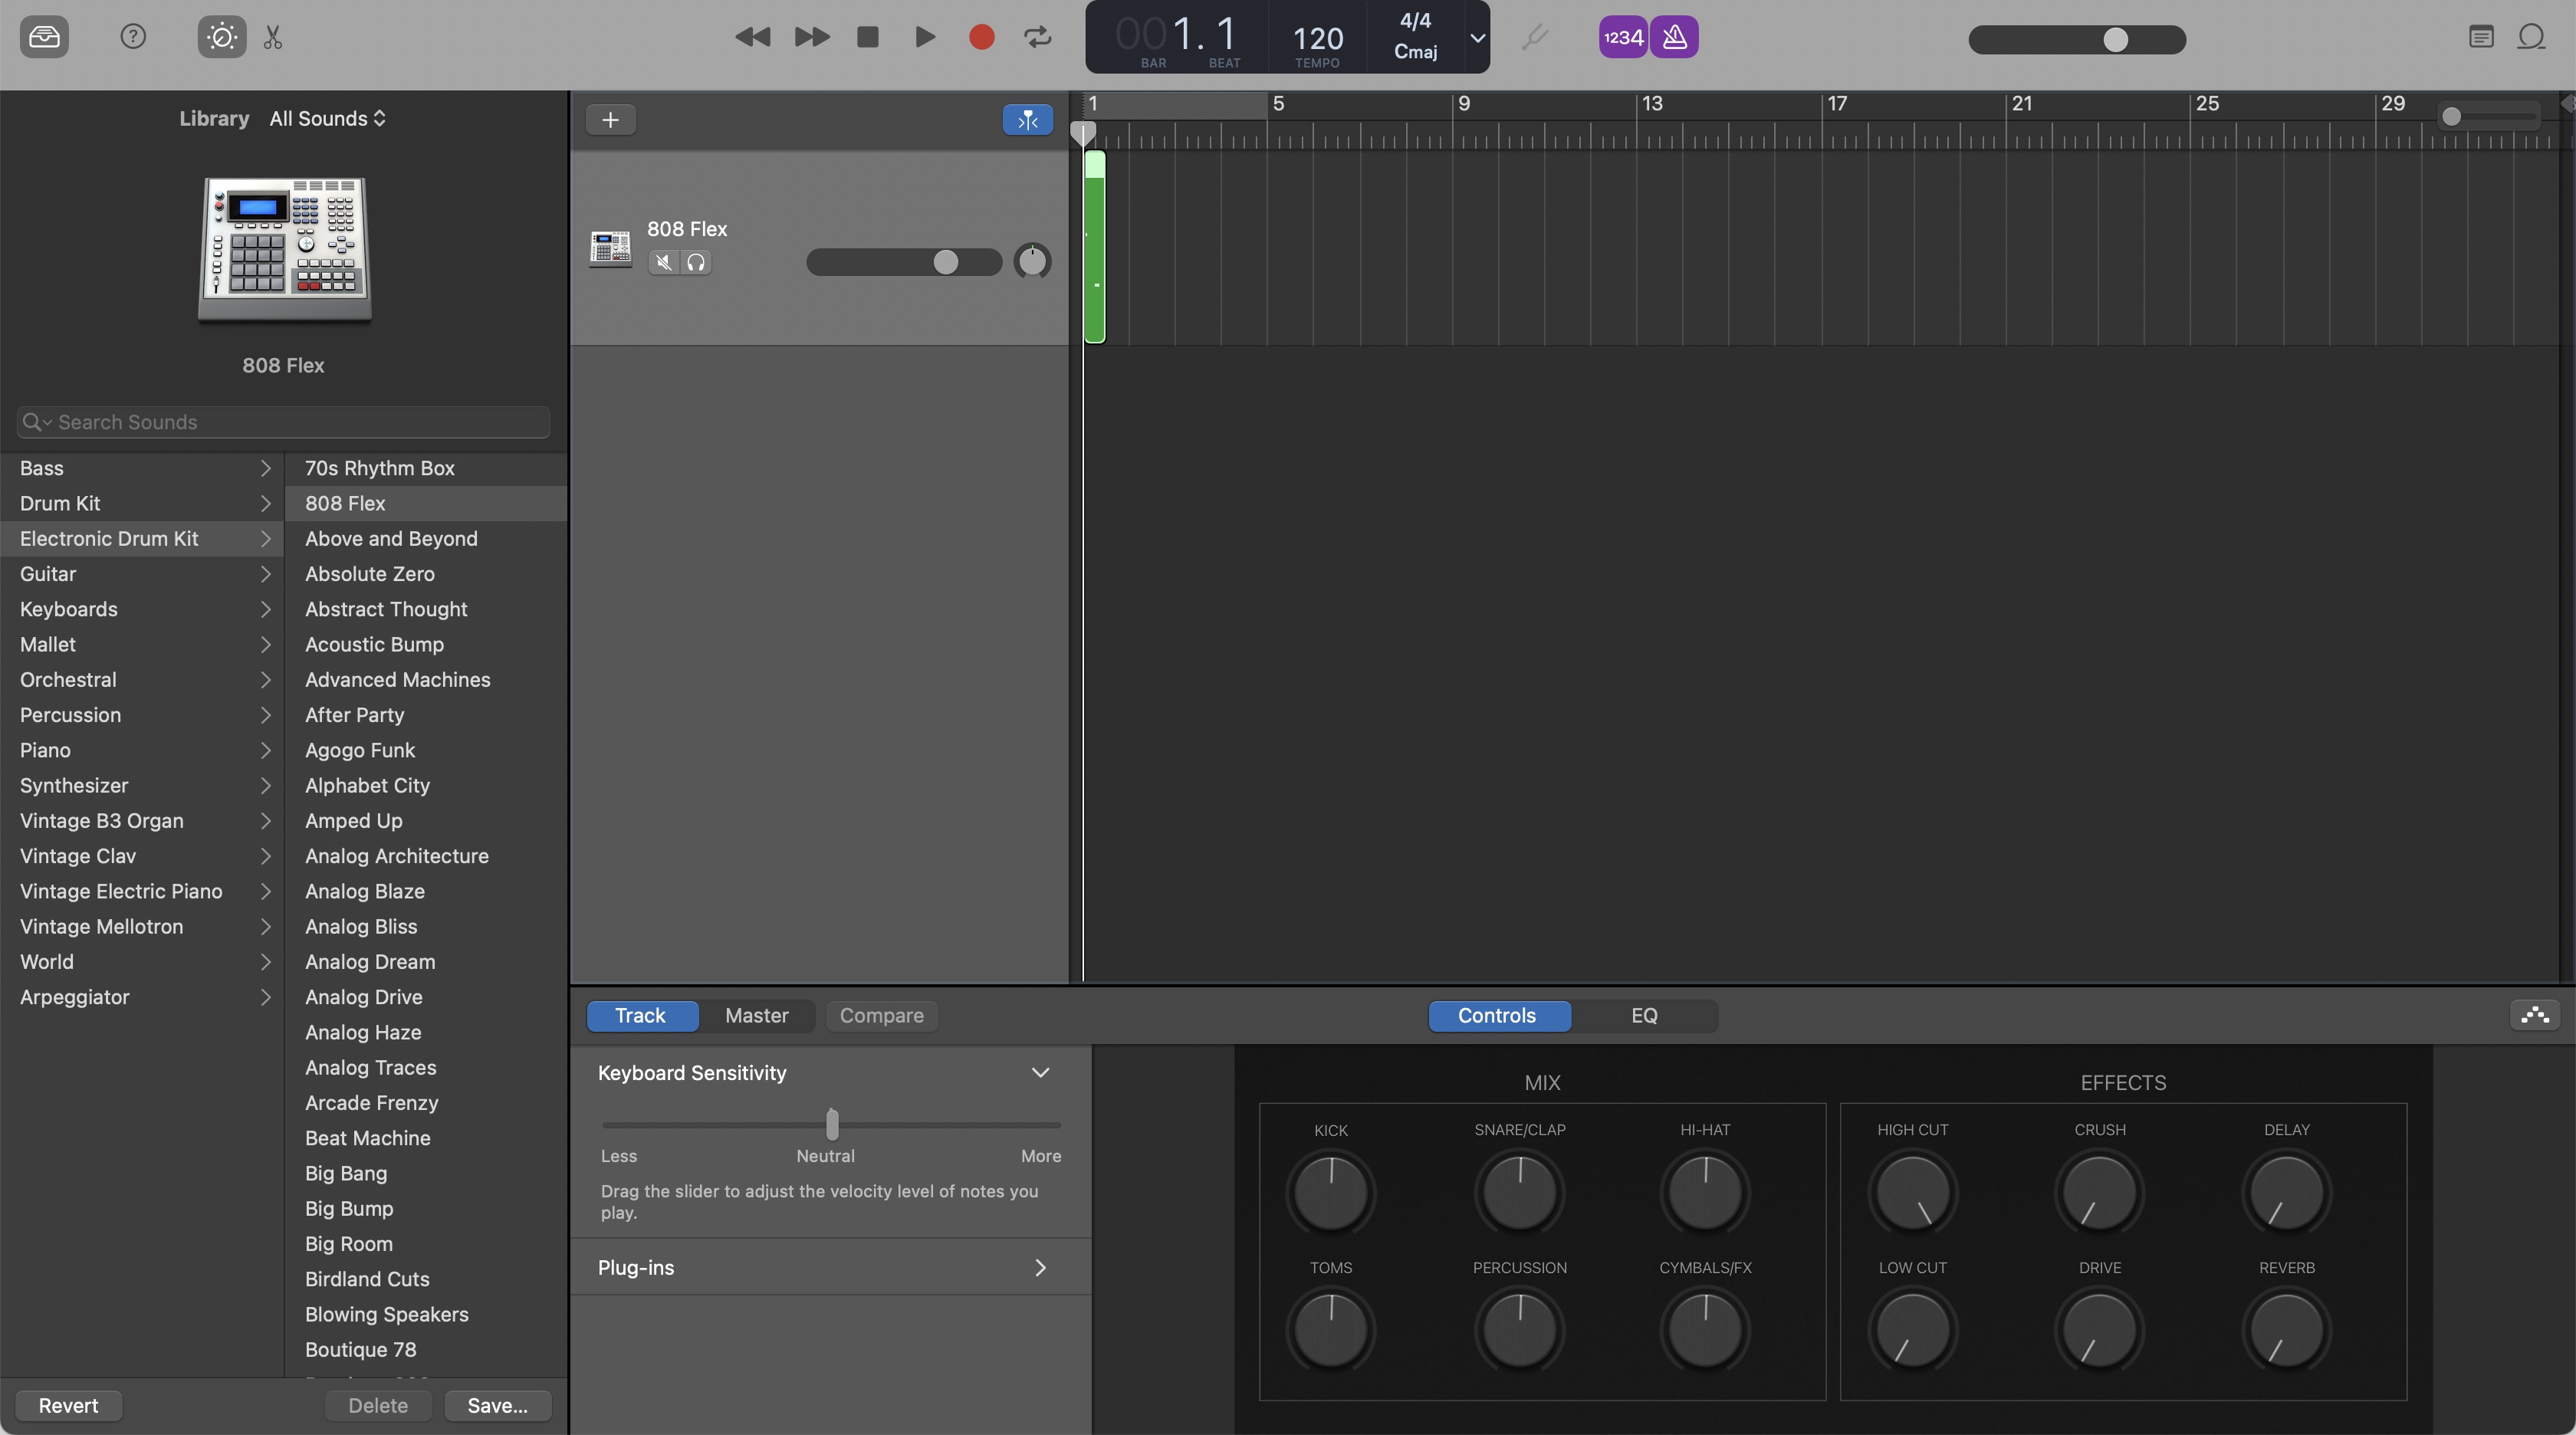 001. 1
BAR
BEAT
120
TEMPO
4/4
Cmaj
1234
Library
All Sounds
808 Flex
Search Sounds
Bass
Drum Kit
Electronic Drum Kit
Guitar
Keyboards
Mallet
Orchestral
Percussion
Piano
Synthesizer
Vintage B3 Organ
Vintage Clav
Vintage Electric Piano
Vintage Mellotron
World
Arpeggiator
70s Rhythm Box
808 Flex
Above and Beyond
Absolute Zero
Abstract Thought
Acoustic Bump
Advanced Machines
After Party
Agogo Funk
Alphabet City
Amped Up
Analog Architecture
Analog Blaze
Analog Bliss
Analog Dream
Analog Drive
Analog Haze
Analog Traces
Arcade Frenzy
Beat Machine
Big Bang
Big Bump
Big Room
Birdland Cuts
Blowing Speakers
Boutique 78
Revert
Delete
Save...
1 5 9 13 17 21 25 29
808 Flex
Track
Master
Compare
Controls
EQ
Keyboard Sensitivity
Less
Neutral
More
Drag the slider to adjust the velocity level of notes you
play.
Plug-ins
MIX
KICK
SNARE/CLAP
HI-HAT
TOMS
PERCUSSION
CYMBALS/FX
EFFECTS
HIGH CUT
CRUSH
DELAY
LOW CUT
DRIVE
REVERB